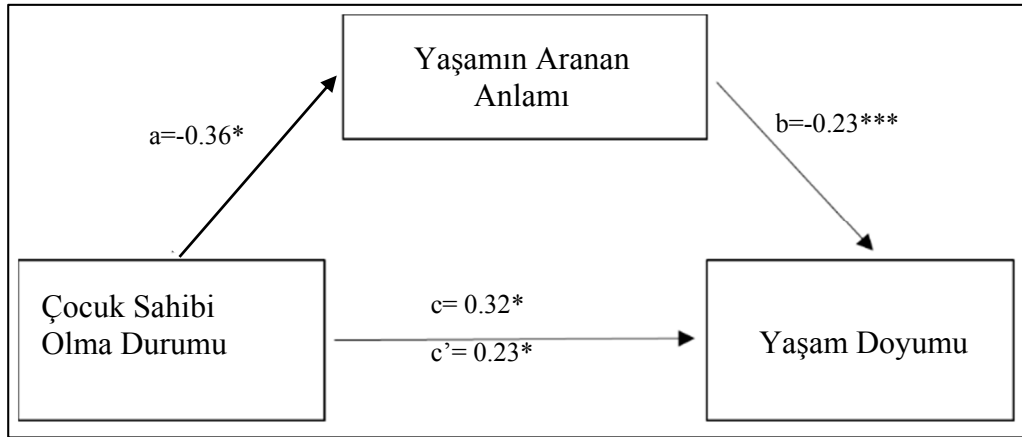 Yaşamın Aranan
Anlamı
a=-0.36*
b=-0.23***
Çocuk Sahibi
Olma Durumu
c= 0.32*
c’= 0.23*
Yaşam Doyumu